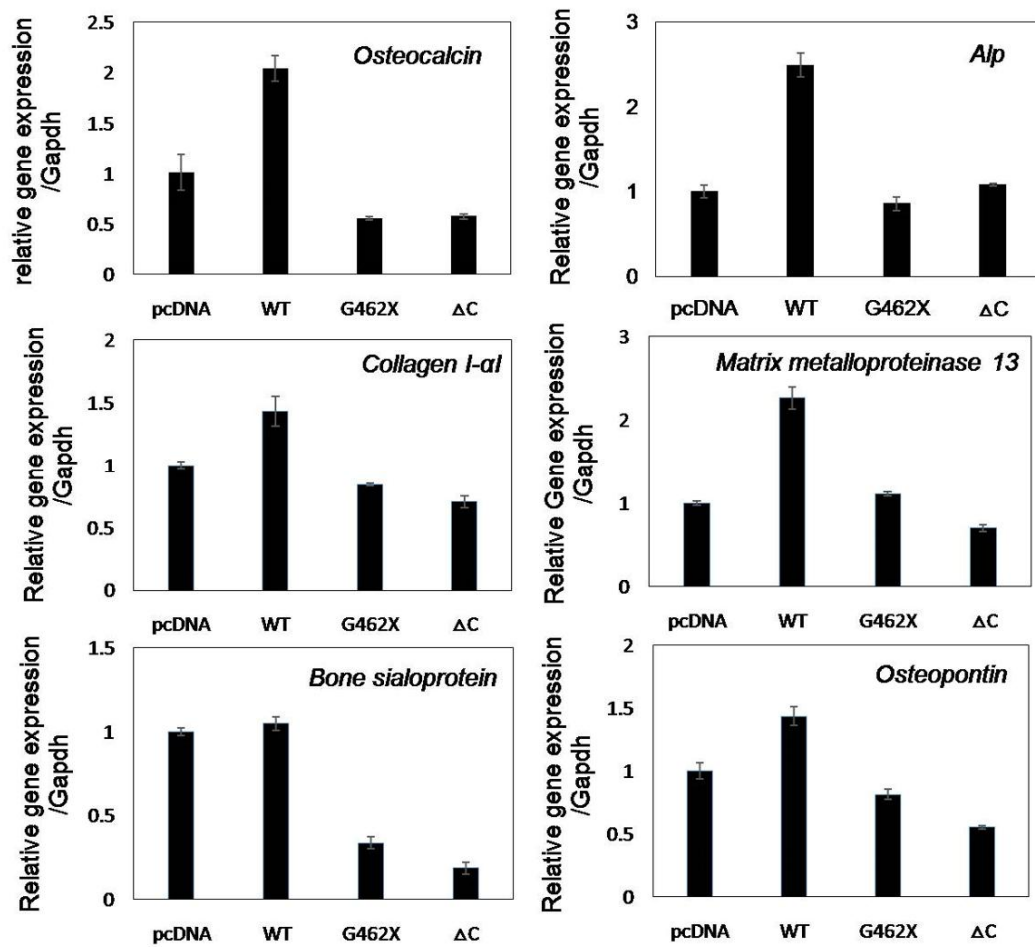 relative gene expression
/Gapdh
2.5
2
1.5
1
0.5
0
Osteocalcin
pcDNA WT G462X ΔC
Relative gene expression
/Gapdh
3
2
1
0
Alp
pcDNA WT G462X ΔC
Relative gene expression
/Gapdh
2
1.5
1
0.5
0
Collagen I-αI
pcDNA WT G462X ΔC
Relative Gene expression
/Gapdh
3
2
1
0
Matrix metalloproteinase 13
pcDNA WT G462X ΔC
Relative gene expression
/Gapdh
1.5
1
0.5
0
Bone sialoprotein
pcDNA WT G462X ΔC
Relative gene expression
/Gapdh
2
1.5
1
0.5
0
Osteopontin
pcDNA WT G462X ΔC